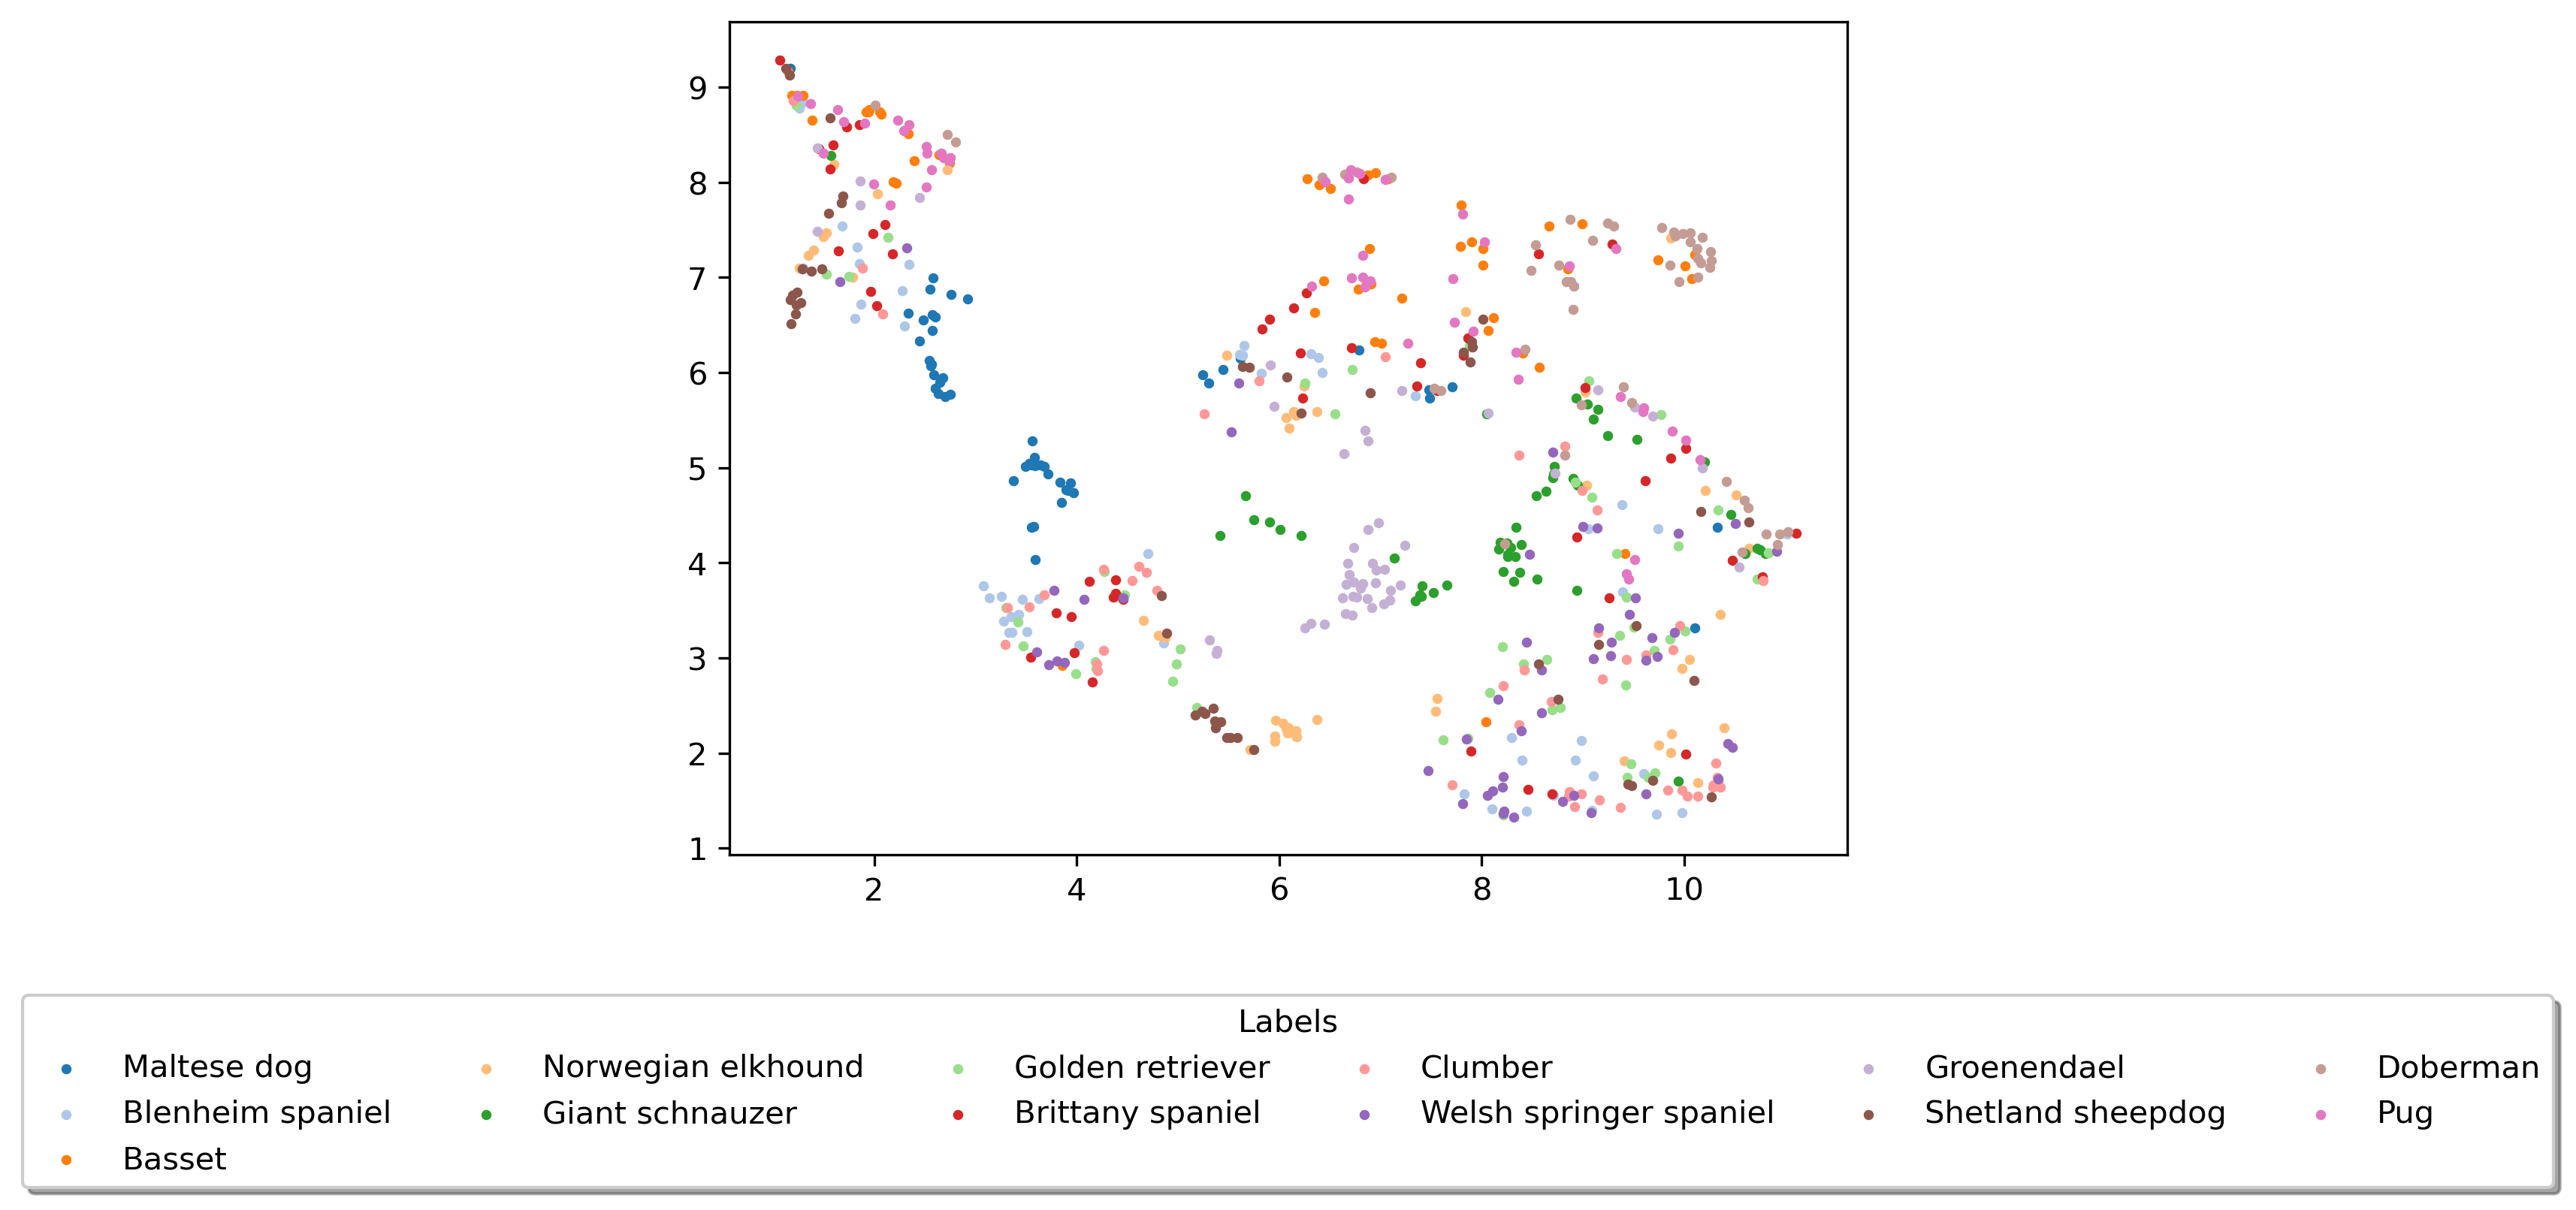 9
8
7
6
5
4
3
2
1
2 4 6 8 10
Labels
Maltese dog Norwegian elkhound Golden retriever Clumber Groenendael Doberman
Blenheim spaniel Giant schnauzer Brittany spaniel Welsh springer spaniel Shetland sheepdog Pug
Basset